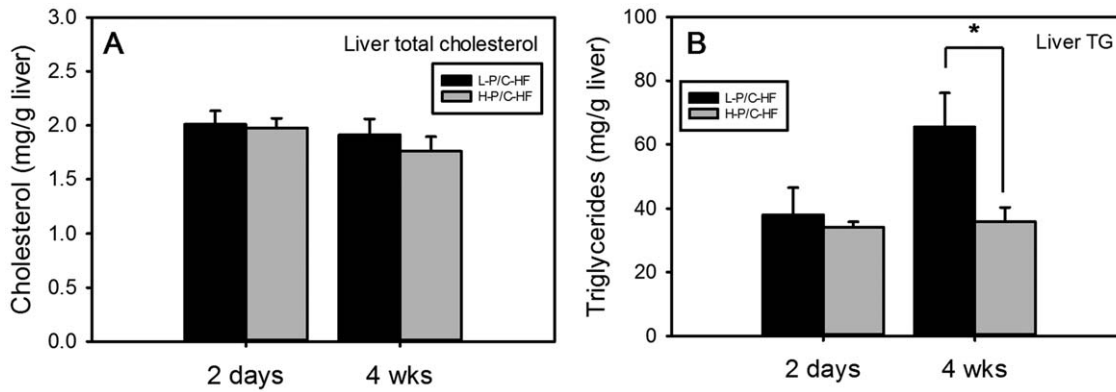 A
Liver total cholesterol
L-P/C-HF
H-P/C-HF
Cholesterol (mg/g liver)
3.0
2.5
2.0
1.5
1.0
0.5
0.0
2 days
4 wks
B
Liver TG
*
L-P/C-HF
H-P/C-HF
Triglycerides (mg/g liver)
100
80
60
40
20
0
2 days
4 wks